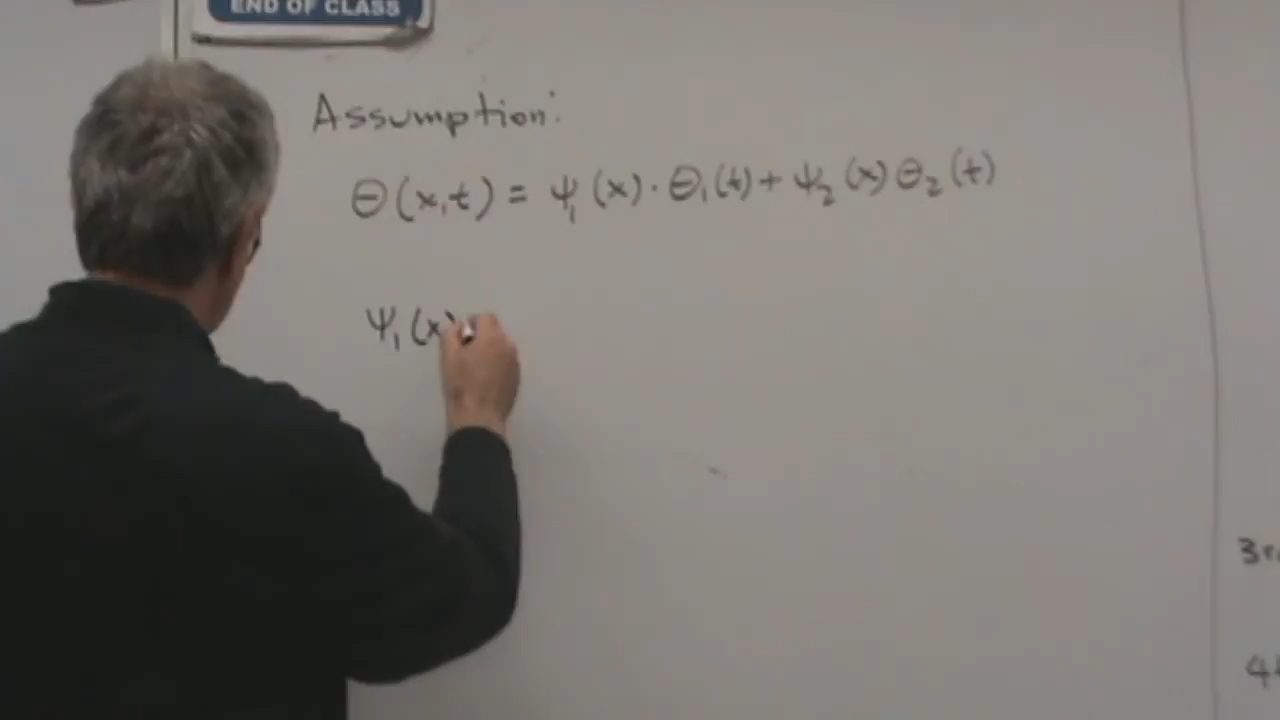 END OF CLASS
Assumption:
Θ(x,t) = Ψ₁(x)·Θ₁(t)+Ψ₂(x)Θ₂(t)
Ψ₁(x)